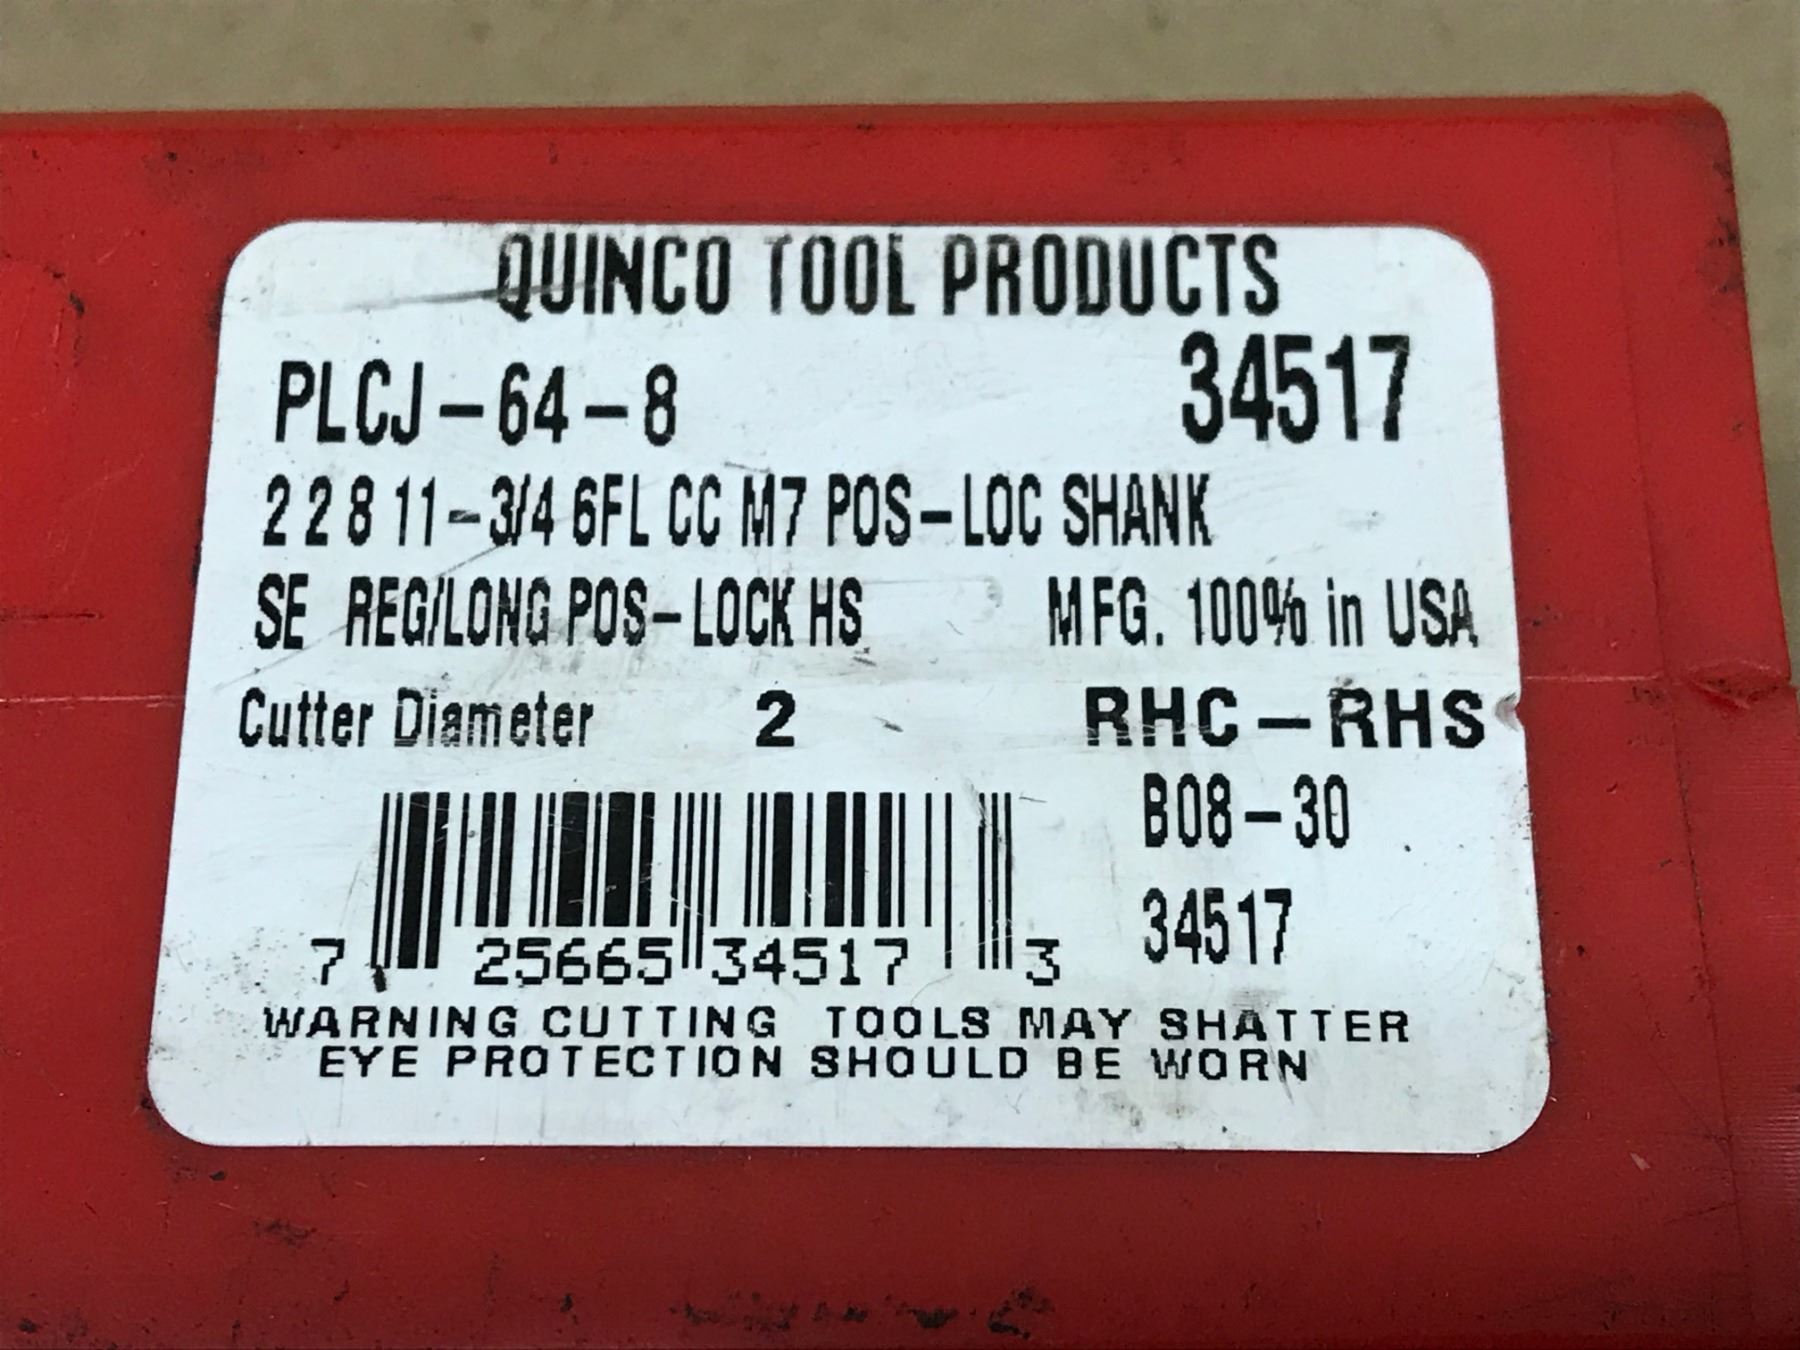 QUINCO TOOL PRODUCTS
PLCJ-64-8 34517
2 2 8 11-3/4 6FL CC M7 POS-LOC SHANK
SE REG/LONG POS-LOCK HS MFG. 100% in USA
Cutter Diameter 2 RHC-RHS
B08-30
34517
7 25665 34517 3
WARNING CUTTING TOOLS MAY SHATTER
EYE PROTECTION SHOULD BE WORN